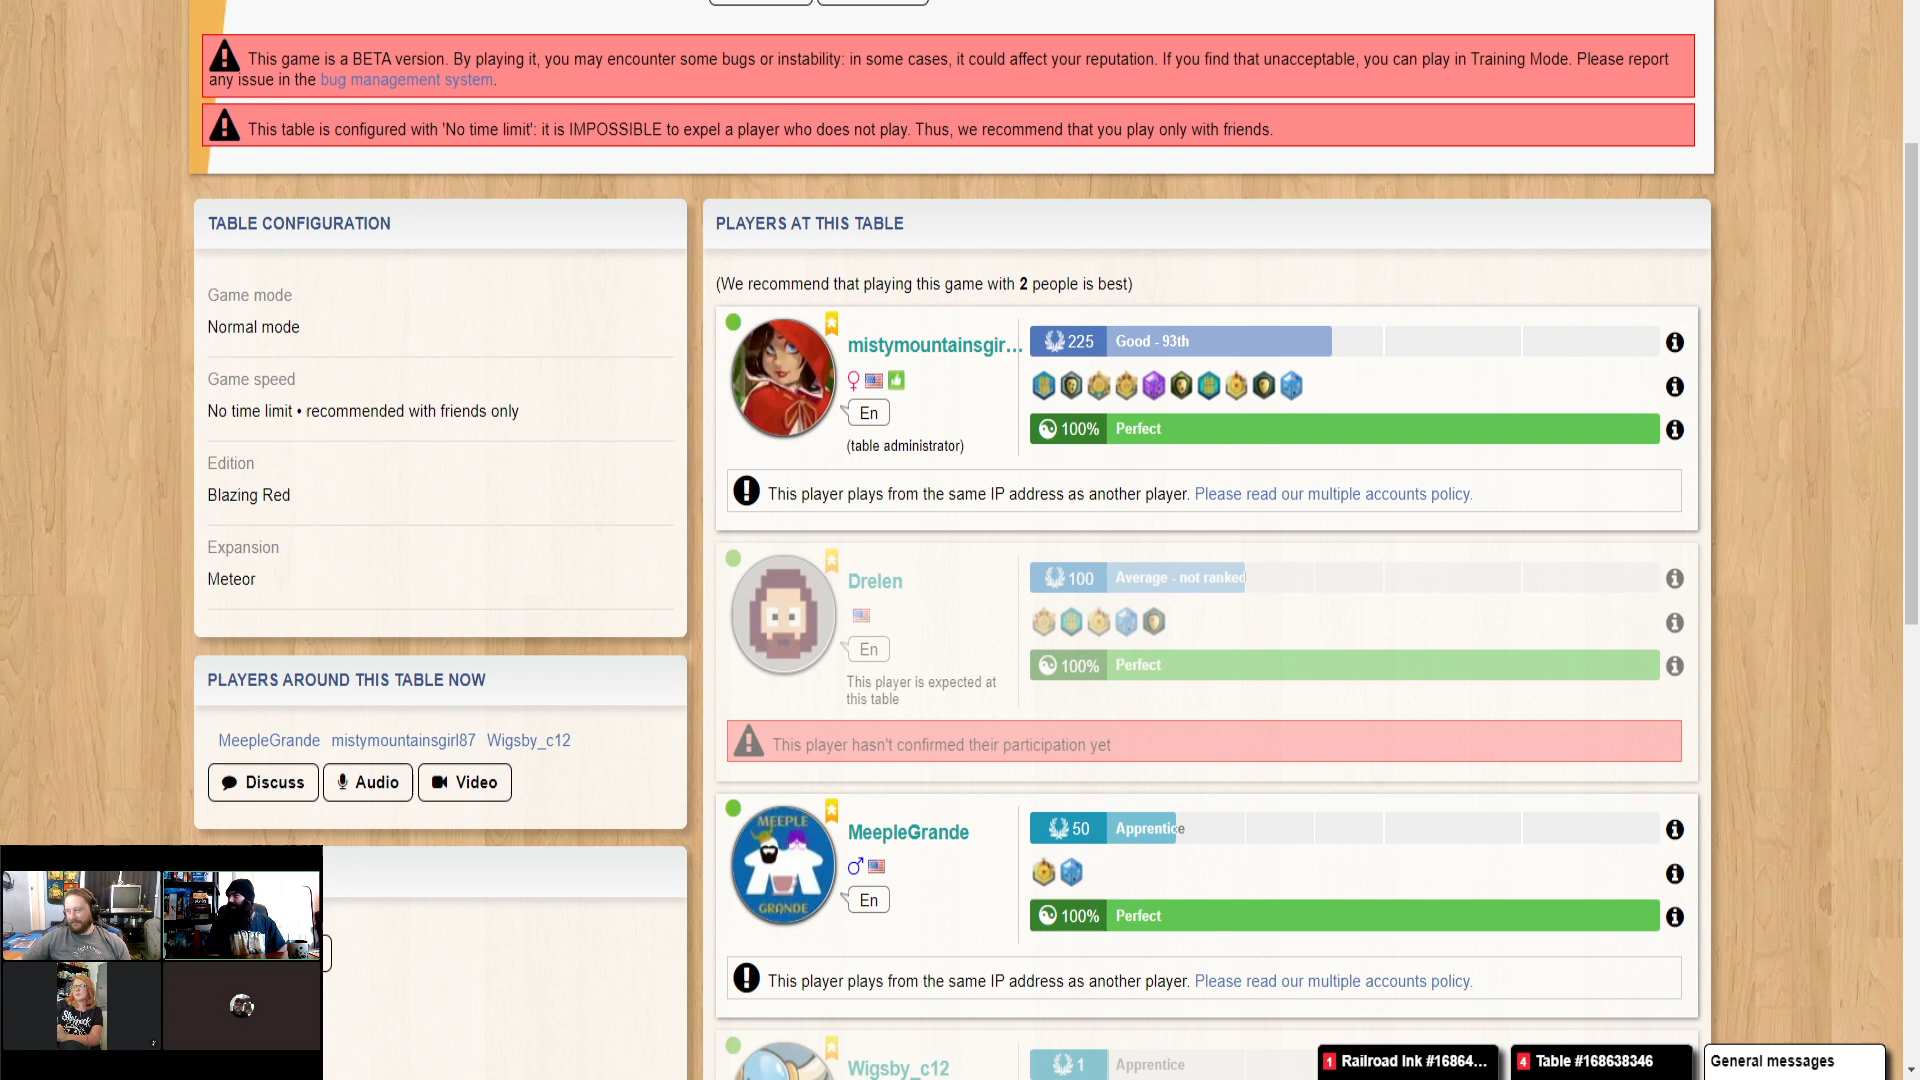 This game is a BETA version. By playing it, you may encounter some bugs or instability: in some cases, it could affect your reputation. If you find that unacceptable, you can play in Training Mode. Please report
any issue in the bug management system.
This table is configured with 'No time limit': it is IMPOSSIBLE to expel a player who does not play. Thus, we recommend that you play only with friends.
TABLE CONFIGURATION
Game mode
Normal mode
Game speed
No time limit • recommended with friends only
Edition
Blazing Red
Expansion
Meteor
PLAYERS AROUND THIS TABLE NOW
MeepleGrande mistymountainsgirl87 Wigsby_c12
Discuss Audio Video
PLAYERS AT THIS TABLE
(We recommend that playing this game with 2 people is best)
mistymountainsgir...
En
(table administrator)
225 Good - 93th
100% Perfect
This player plays from the same IP address as another player. Please read our multiple accounts policy.
Drelen
En
This player is expected at
this table
100 Average - not ranked
100% Perfect
This player hasn't confirmed their participation yet
MEEPLE
GRANDE
MeepleGrande
En
50 Apprentice
100% Perfect
This player plays from the same IP address as another player. Please read our multiple accounts policy.
Wigsby_c12
1 Apprentice
1 Railroad Ink #16864...
4 Table #168638346
General messages